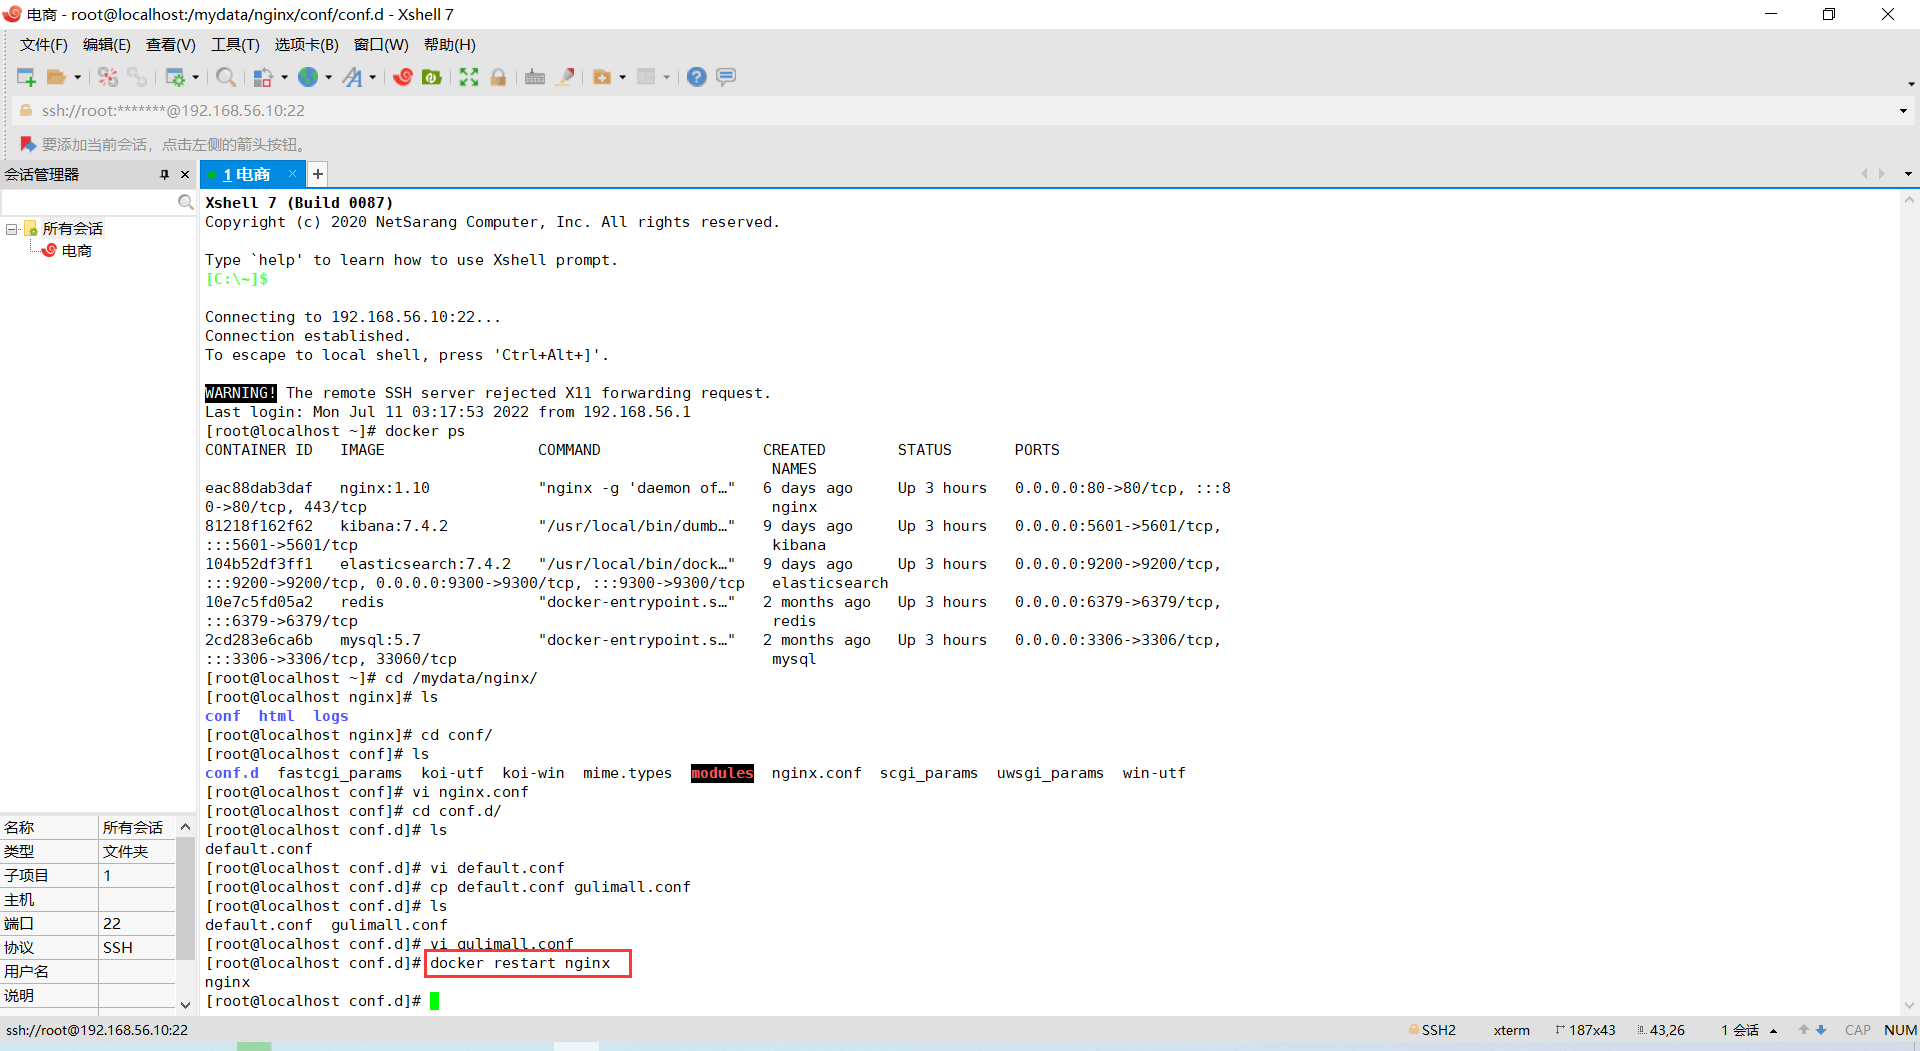 电商 - root@localhost:/mydata/nginx/conf/conf.d - Xshell 7
文件(F) 编辑(E) 查看(V) 工具(T) 选项卡(B) 窗口(W) 帮助(H)
ssh://root:*******@192.168.56.10:22
要添加当前会话，点击左侧的箭头按钮。
会话管理器
1 电商
所有会话
电商
名称 所有会话
类型 文件夹
子项目 1
主机
端口 22
协议 SSH
用户名
说明
Xshell 7 (Build 0087)
Copyright (c) 2020 NetSarang Computer, Inc. All rights reserved.
Type `help' to learn how to use Xshell prompt.
[C:\~]$
Connecting to 192.168.56.10:22...
Connection established.
To escape to local shell, press 'Ctrl+Alt+]'.
WARNING! The remote SSH server rejected X11 forwarding request.
Last login: Mon Jul 11 03:17:53 2022 from 192.168.56.1
[root@localhost ~]# docker ps
CONTAINER ID   IMAGE                 COMMAND                  CREATED        STATUS       PORTS
NAMES
eac88dab3daf   nginx:1.10            "nginx -g 'daemon of…"   6 days ago     Up 3 hours   0.0.0.0:80->80/tcp, :::8
0->80/tcp, 443/tcp                                             nginx
81218f162f62   kibana:7.4.2          "/usr/local/bin/dumb…"   9 days ago     Up 3 hours   0.0.0.0:5601->5601/tcp,
:::5601->5601/tcp                                              kibana
104b52df3ff1   elasticsearch:7.4.2   "/usr/local/bin/dock…"   9 days ago     Up 3 hours   0.0.0.0:9200->9200/tcp,
:::9200->9200/tcp, 0.0.0.0:9300->9300/tcp, :::9300->9300/tcp   elasticsearch
10e7c5fd05a2   redis                 "docker-entrypoint.s…"   2 months ago   Up 3 hours   0.0.0.0:6379->6379/tcp,
:::6379->6379/tcp                                              redis
2cd283e6ca6b   mysql:5.7             "docker-entrypoint.s…"   2 months ago   Up 3 hours   0.0.0.0:3306->3306/tcp,
:::3306->3306/tcp, 33060/tcp                                   mysql
[root@localhost ~]# cd /mydata/nginx/
[root@localhost nginx]# ls
conf  html  logs
[root@localhost nginx]# cd conf/
[root@localhost conf]# ls
conf.d  fastcgi_params  koi-utf  koi-win  mime.types  modules  nginx.conf  scgi_params  uwsgi_params  win-utf
[root@localhost conf]# vi nginx.conf
[root@localhost conf]# cd conf.d/
[root@localhost conf.d]# ls
default.conf
[root@localhost conf.d]# vi default.conf
[root@localhost conf.d]# cp default.conf gulimall.conf
[root@localhost conf.d]# ls
default.conf  gulimall.conf
[root@localhost conf.d]# vi gulimall.conf
[root@localhost conf.d]# docker restart nginx
nginx
[root@localhost conf.d]#
ssh://root@192.168.56.10:22 SSH2 xterm 187x43 43,26 1 会话 CAP NUM